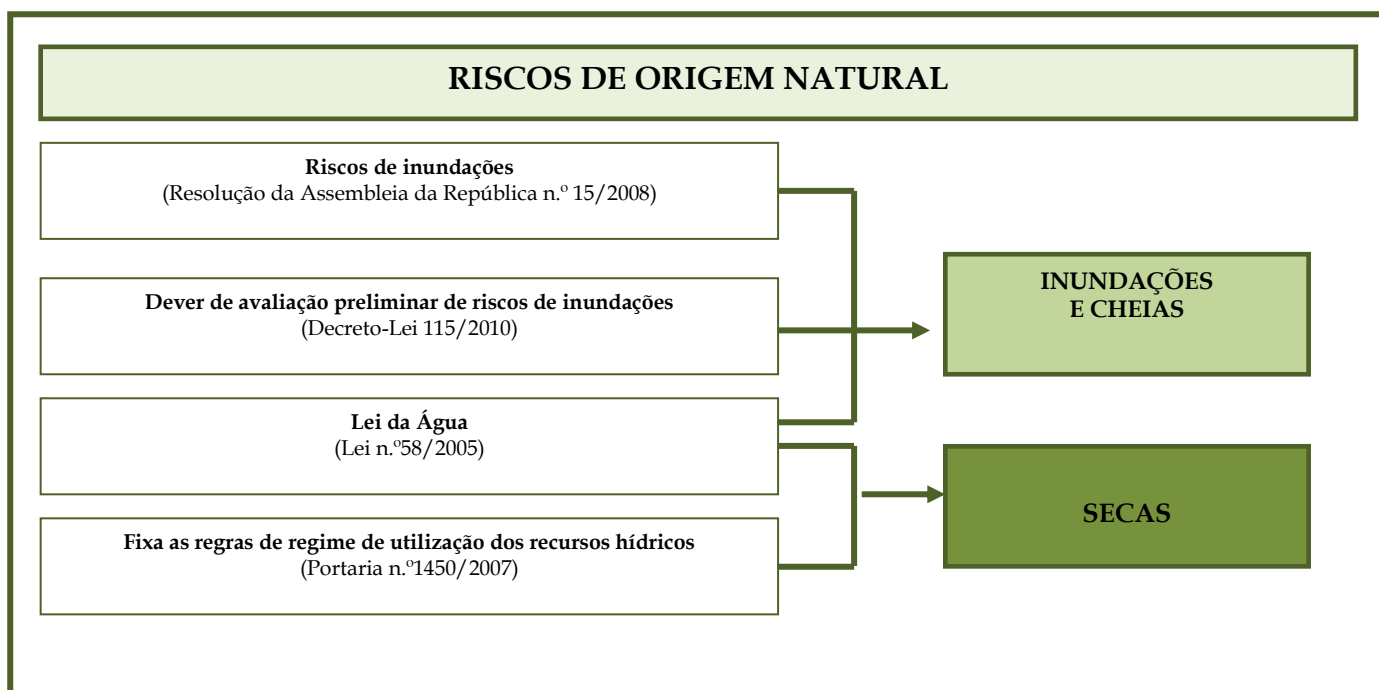 RISCOS DE ORIGEM NATURAL
Riscos de inundações
(Resolução da Assembleia da República n.º 15/2008)
Dever de avaliação preliminar de riscos de inundações
(Decreto-Lei 115/2010)
Lei da Água
(Lei n.º58/2005)
Fixa as regras de regime de utilização dos recursos hídricos
(Portaria n.º1450/2007)
INUNDAÇÕES
E CHEIAS
SECAS